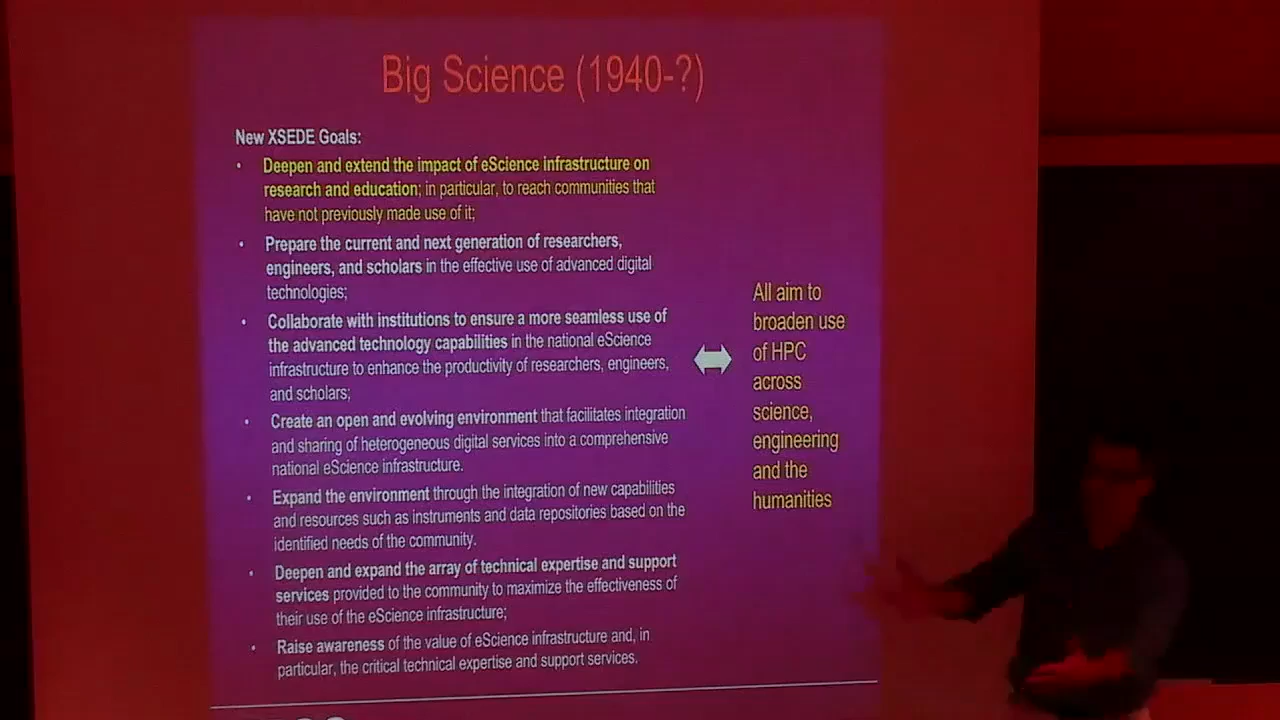 Big Science (1940-?)
New XSEDE Goals:
• Deepen and extend the impact of eScience infrastructure on
research and education; in particular, to reach communities that
have not previously made use of it;
• Prepare the current and next generation of researchers,
engineers, and scholars in the effective use of advanced digital
technologies;
• Collaborate with institutions to ensure a more seamless use of
the advanced technology capabilities in the national eScience
infrastructure to enhance the productivity of researchers, engineers,
and scholars;
• Create an open and evolving environment that facilitates integration
and sharing of heterogeneous digital services into a comprehensive
national eScience infrastructure.
• Expand the environment through the integration of new capabilities
and resources such as instruments and data repositories based on the
identified needs of the community.
• Deepen and expand the array of technical expertise and support
services provided to the community to maximize the effectiveness of
their use of the eScience infrastructure;
• Raise awareness of the value of eScience infrastructure and, in
particular, the critical technical expertise and support services.
All aim to
broaden use
of HPC
across
science,
engineering
and the
humanities